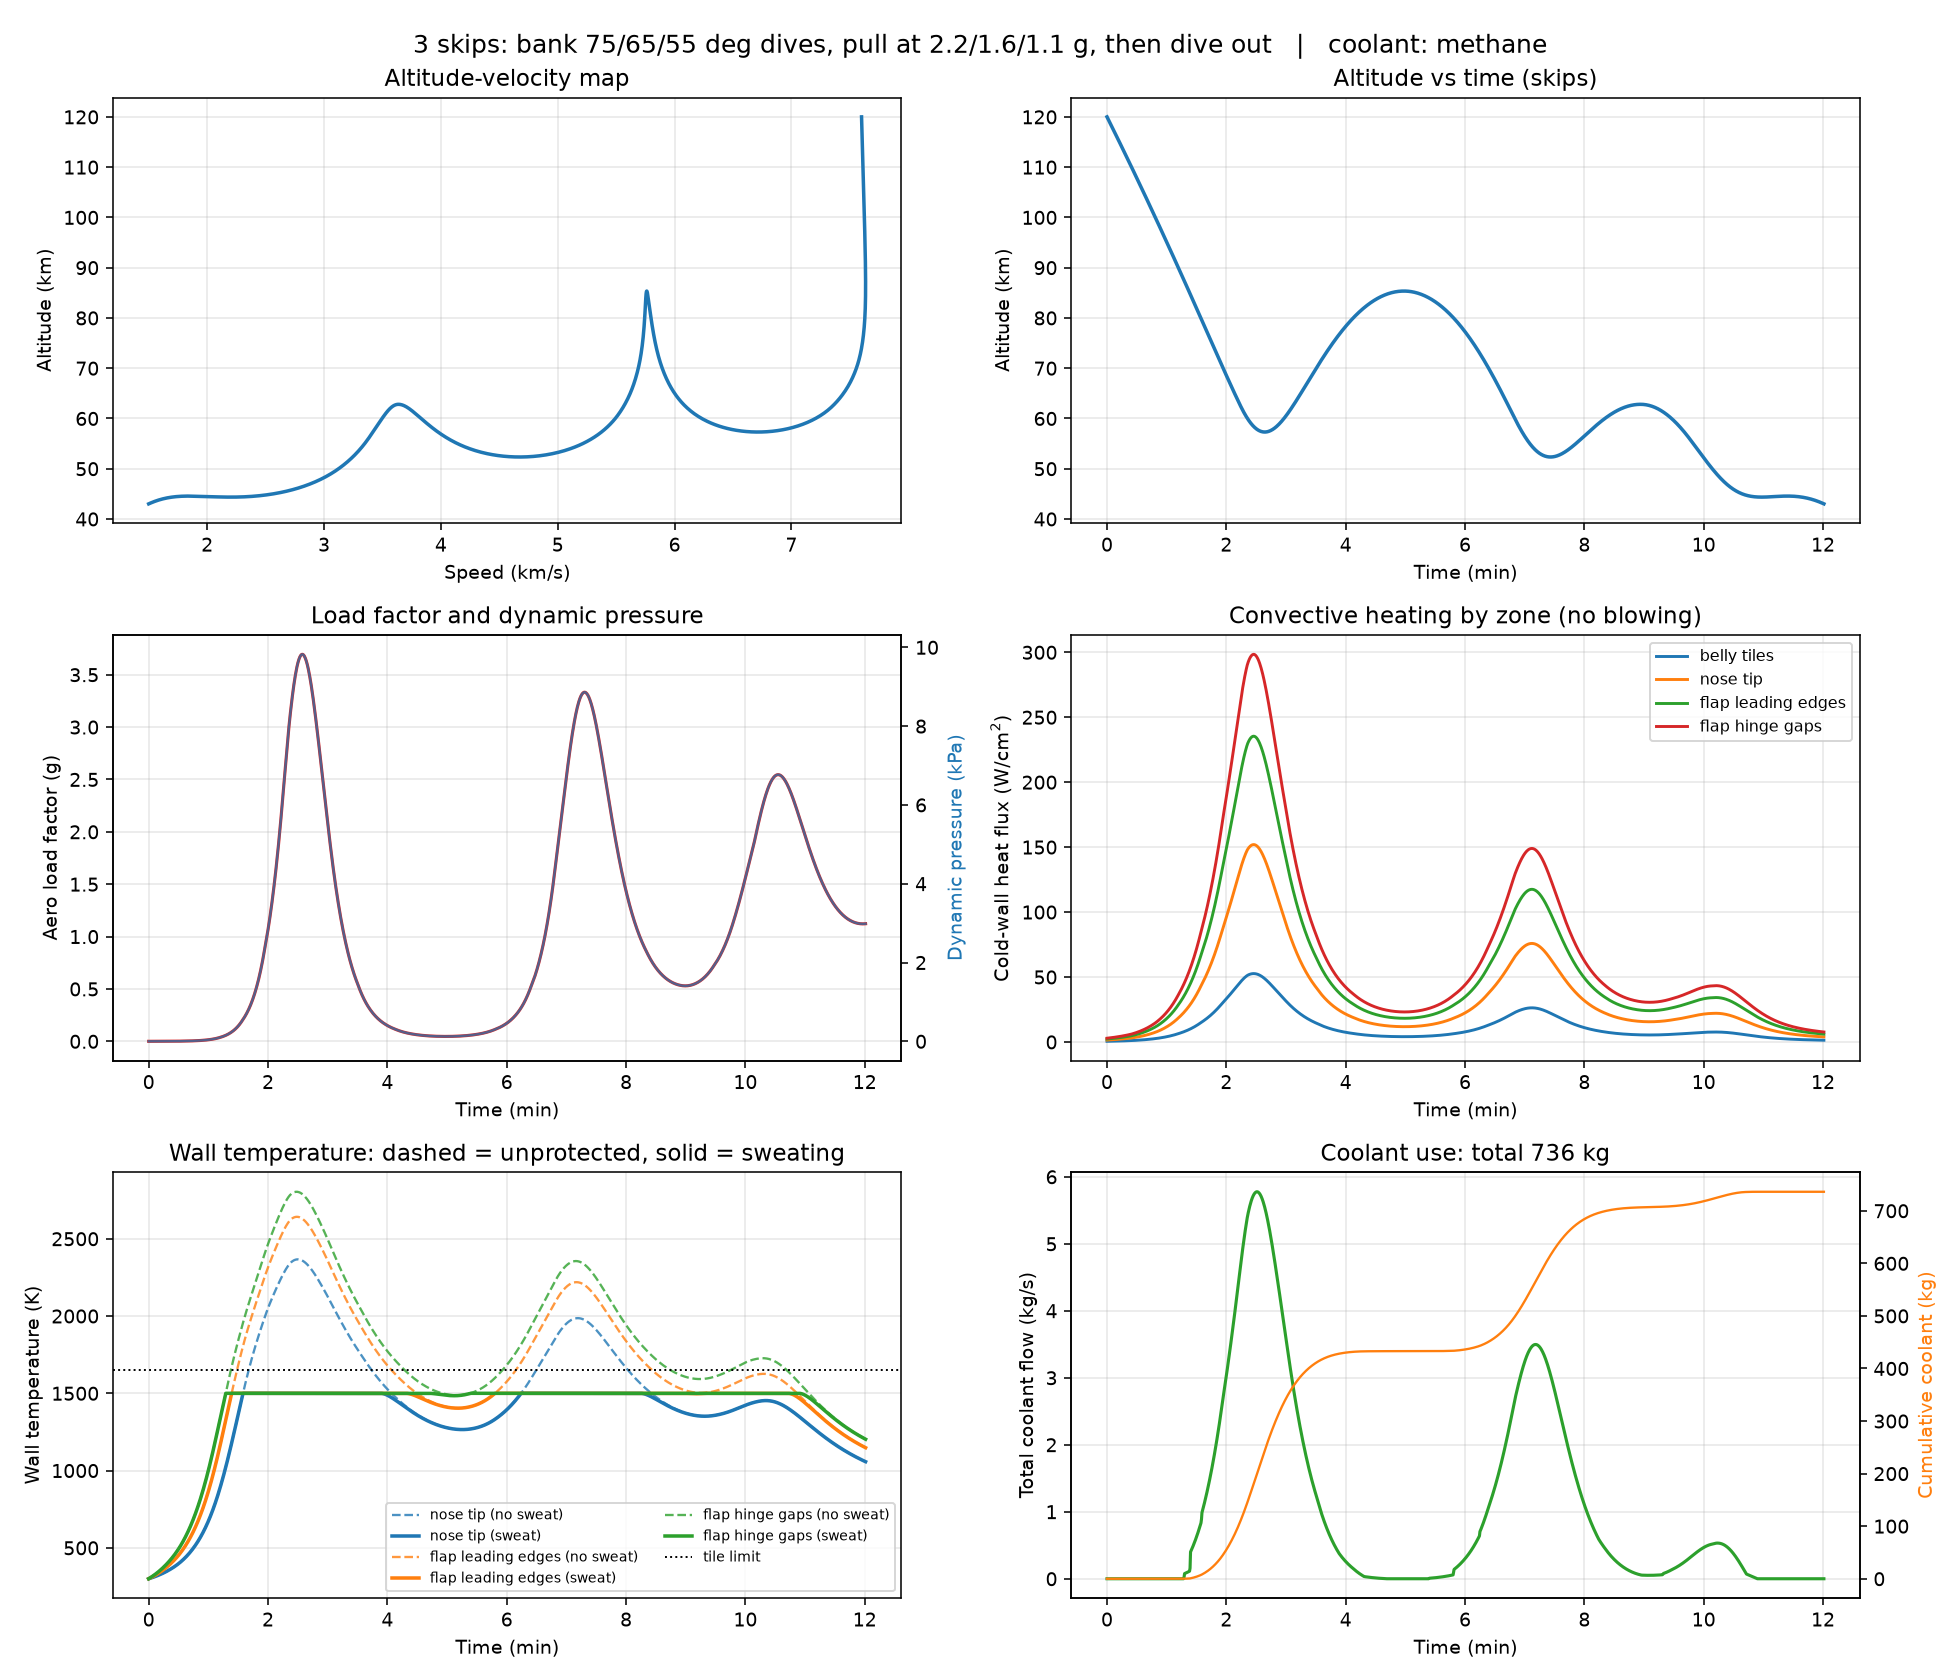 3 skips: bank 75/65/55 deg dives, pull at 2.2/1.6/1.1 g, then dive out | coolant: methane
Altitude-velocity map
120
110
100
90
80
70
60
50
40
Altitude (km)
2 3 4 5 6 7
Speed (km/s)
Altitude vs time (skips)
120
110
100
90
80
70
60
50
40
Altitude (km)
0 2 4 6 8 10 12
Time (min)
Load factor and dynamic pressure
3.5
3.0
2.5
2.0
1.5
1.0
0.5
0.0
Aero load factor (g)
10
8
6
4
2
0
Dynamic pressure (kPa)
0 2 4 6 8 10 12
Time (min)
Convective heating by zone (no blowing)
300
250
200
150
100
50
0
Cold-wall heat flux (W/cm²)
belly tiles
nose tip
flap leading edges
flap hinge gaps
0 2 4 6 8 10 12
Time (min)
Wall temperature: dashed = unprotected, solid = sweating
2500
2000
1500
1000
500
Wall temperature (K)
nose tip (no sweat)
nose tip (sweat)
flap leading edges (no sweat)
flap leading edges (sweat)
flap hinge gaps (no sweat)
flap hinge gaps (sweat)
tile limit
0 2 4 6 8 10 12
Time (min)
Coolant use: total 736 kg
6
5
4
3
2
1
0
Total coolant flow (kg/s)
700
600
500
400
300
200
100
0
Cumulative coolant (kg)
0 2 4 6 8 10 12
Time (min)